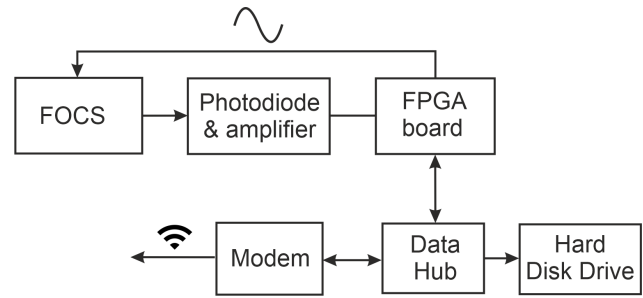 FOCS
Photodiode
& amplifier
FPGA
board
Modem
Data
Hub
Hard
Disk Drive